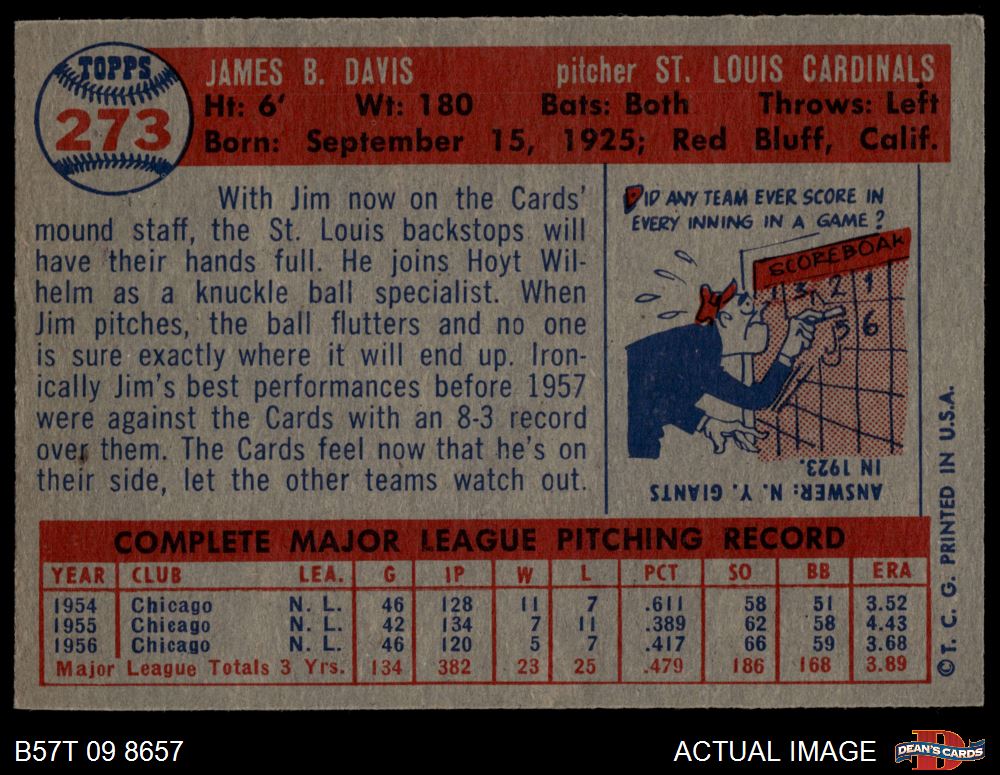 TOPPS
273
JAMES B. DAVIS pitcher ST. LOUIS CARDINALS
Ht: 6' Wt: 180 Bats: Both Throws: Left
Born: September 15, 1925; Red Bluff, Calif.
With Jim now on the Cards'
mound staff, the St. Louis backstops will
have their hands full. He joins Hoyt Wil-
helm as a knuckle ball specialist. When
Jim pitches, the ball flutters and no one
is sure exactly where it will end up. Iron-
ically Jim's best performances before 1957
were against the Cards with an 8-3 record
over them. The Cards feel now that he's on
their side, let the other teams watch out.
DID ANY TEAM EVER SCORE IN
EVERY INNING IN A GAME?
SCOREBOAR
1 3 2 1
5 6
ANSWER: N. Y. GIANTS
IN 1923.
COMPLETE MAJOR LEAGUE PITCHING RECORD
YEAR CLUB LEA. G IP W L PCT SO BB ERA
1954 Chicago N. L. 46 128 11 7 .611 58 51 3.52
1955 Chicago N. L. 42 134 7 11 .389 62 58 4.43
1956 Chicago N. L. 46 120 5 7 .417 66 59 3.68
Major League Totals 3 Yrs. 134 382 23 25 .479 186 168 3.89
© T. C. G. PRINTED IN U.S.A.
B57T 09 8657 ACTUAL IMAGE
D
DEAN'S CARDS